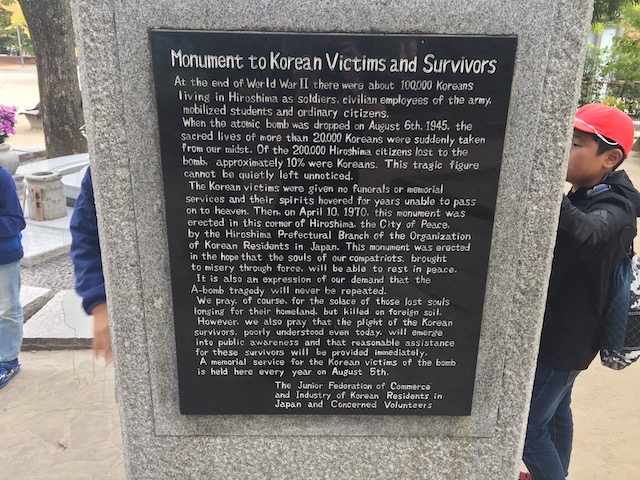 Monument to Korean Victims and Survivors
At the end of World War II there were about 100,000 Koreans
living in Hiroshima as soldiers, civilian employees of the army,
mobilized students and ordinary citizens.
When the atomic bomb was dropped on August 6th, 1945, the
sacred lives of more than 20,000 Koreans were suddenly taken
from our midst. Of the 200,000 Hiroshima citizens lost to the
bomb, approximately 10% were Koreans. This tragic figure
cannot be quietly left unnoticed.
The Korean victims were given no funerals or memorial
services and their spirits hovered for years unable to pass
on to heaven. Then, on April 10, 1970, this monument was
erected in this corner of Hiroshima, the City of Peace,
by the Hiroshima Prefectural Branch of the Organization
of Korean Residents in Japan. This monument was erected
in the hope that the souls of our compatriots, brought
to misery through force, will be able to rest in peace.
It is also an expression of our demand that the
A-bomb tragedy will never be repeated.
We pray, of course, for the solace of those lost souls
longing for their homeland, but killed on foreign soil.
However, we also pray that the plight of the Korean
survivors, poorly understood even today, will emerge
into public awareness and that reasonable assistance
for these survivors will be provided immediately.
A memorial service for the Korean victims of the bomb
is held here every year on August 5th.
The Junior Federation of Commerce
and Industry of Korean Residents in
Japan and Concerned Volunteers